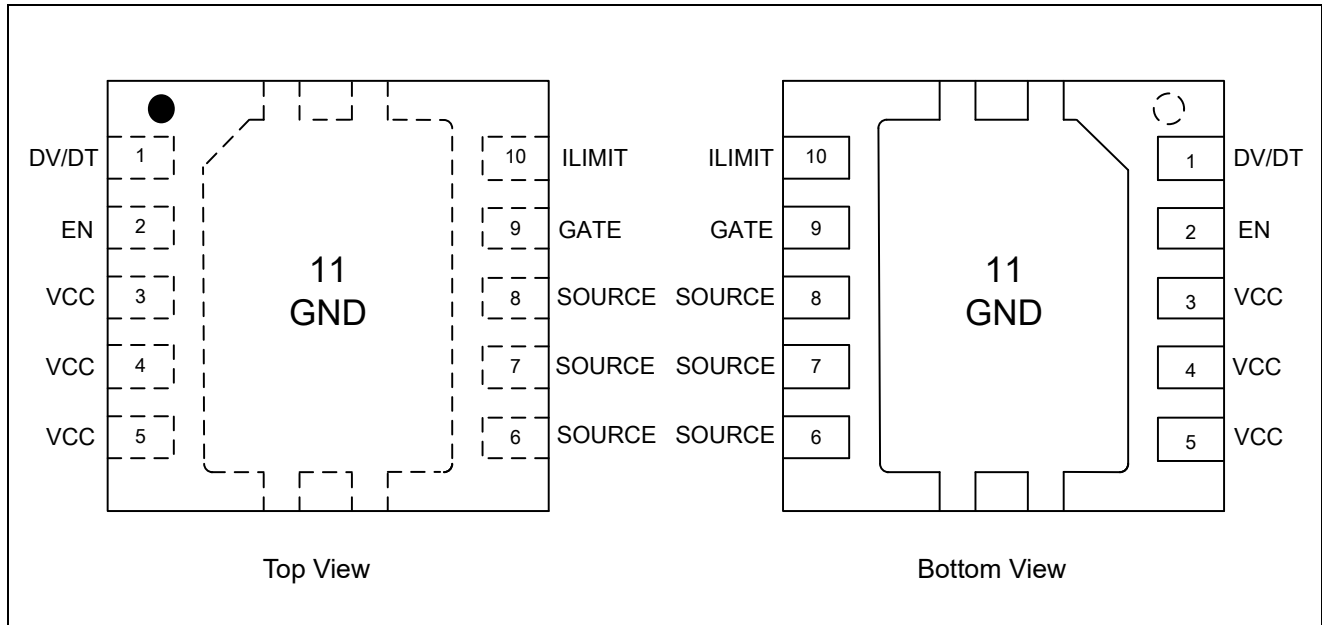 DV/DT 1 10 ILIMIT ILIMIT 10 1 DV/DT
EN 2 9 GATE GATE 9 2 EN
VCC 3 8 SOURCE SOURCE 8 3 VCC
11 GND 11 GND
VCC 4 7 SOURCE SOURCE 7 4 VCC
VCC 5 6 SOURCE SOURCE 6 5 VCC
Top View Bottom View